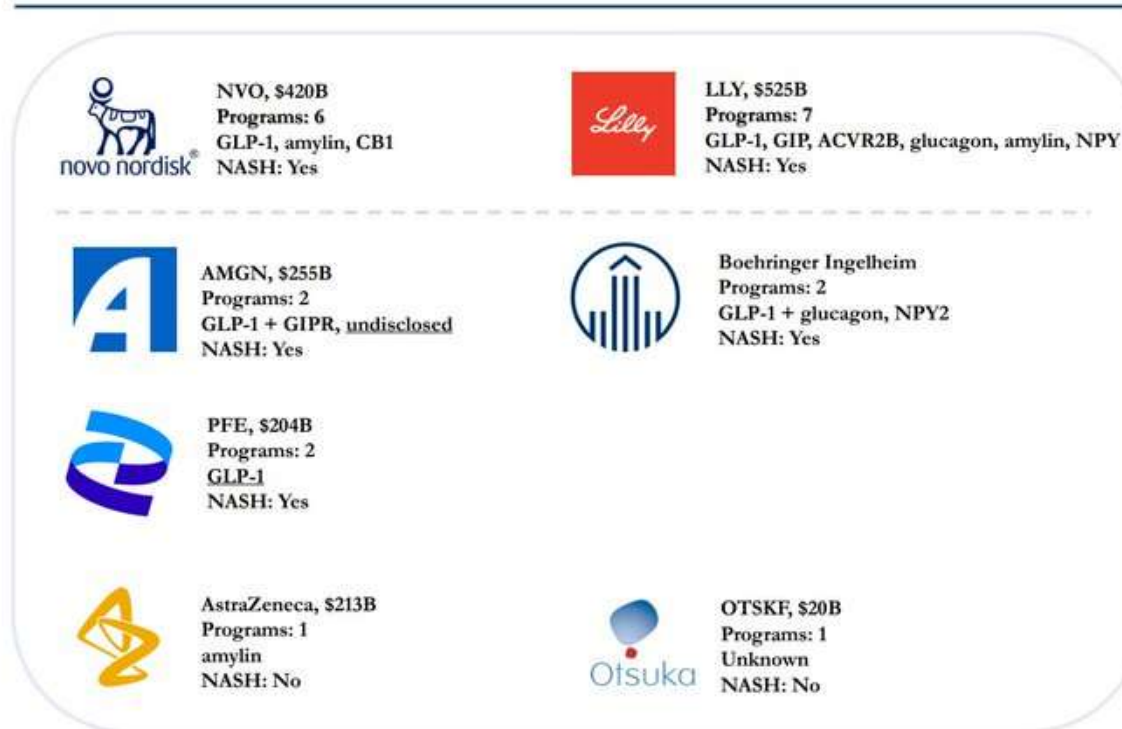 novo nordisk®
NVO, $420B
Programs: 6
GLP-1, amylin, CB1
NASH: Yes
Lilly
LLY, $525B
Programs: 7
GLP-1, GIP, ACVR2B, glucagon, amylin, NPY
NASH: Yes
A
AMGN, $255B
Programs: 2
GLP-1 + GIPR, undisclosed
NASH: Yes
Boehringer Ingelheim
Programs: 2
GLP-1 + glucagon, NPY2
NASH: Yes
PFE, $204B
Programs: 2
GLP-1
NASH: Yes
AstraZeneca, $213B
Programs: 1
amylin
NASH: No
Otsuka
OTSKF, $20B
Programs: 1
Unknown
NASH: No